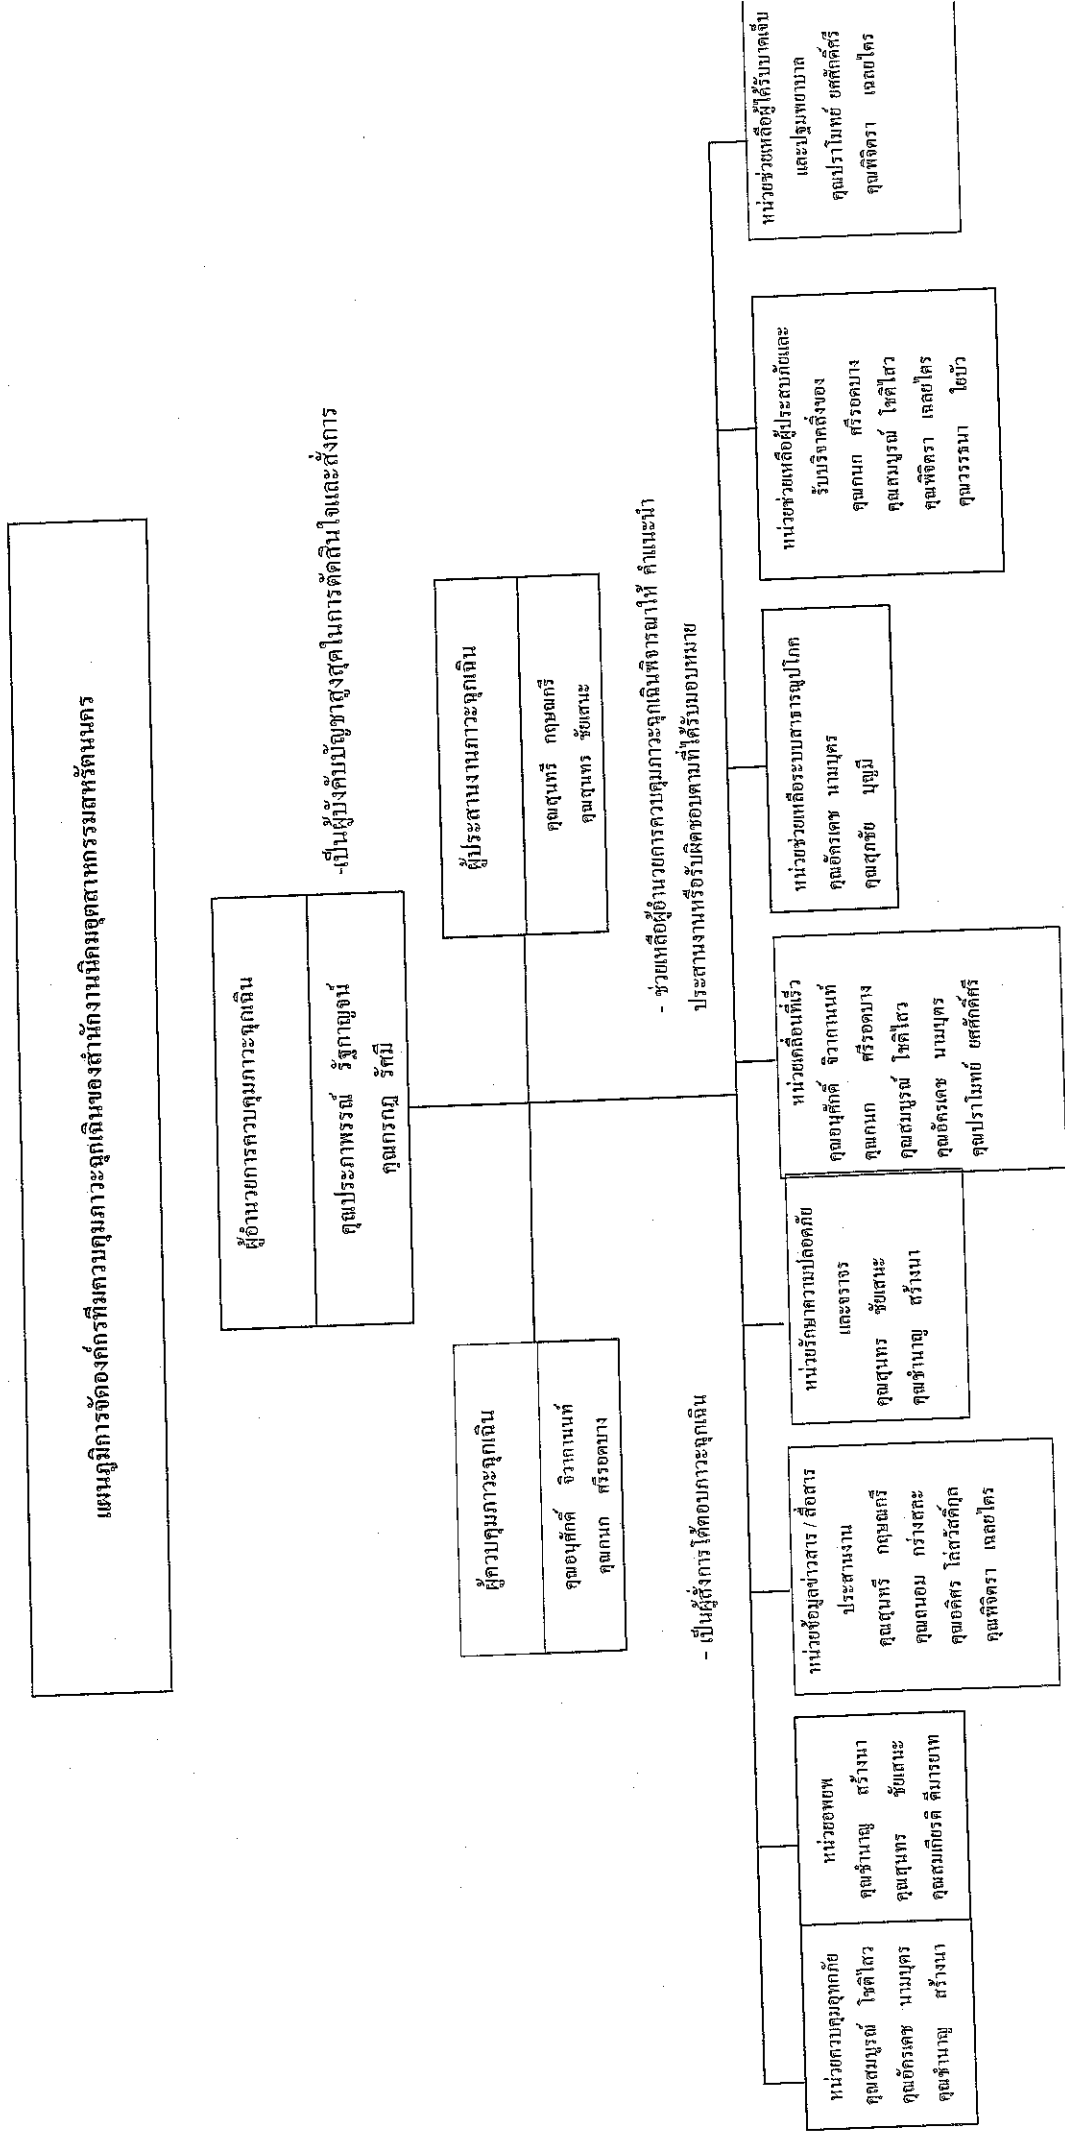 แผนภูมิการจัดองค์กรทีมควบคุมภาวะฉุกเฉินของสำนักงานนิคมอุตสาหกรรมสหรัตนนคร
ผู้อำนวยการควบคุมภาวะฉุกเฉิน
คุณประภาพรรณ์ รัฐกาญจน์
คุณกรกฎ รัศมี
-เป็นผู้บังคับบัญชาสูงสุดในการตัดสินใจและสั่งการ
ผู้ควบคุมภาวะฉุกเฉิน
คุณอนุศักดิ์ จิวากานนท์
คุณกนก ศรีรอดบาง
- เป็นผู้สั่งการโต้ตอบภาวะฉุกเฉิน
ผู้ประสานงานภาวะฉุกเฉิน
คุณสุนทรี กฤษณกรี
คุณสุนทร ชัยเสนะ
- ช่วยเหลือผู้อำนวยการควบคุมภาวะฉุกเฉินพิจารณาให้ คำแนะนำ
ประสานงานหรือรับผิดชอบตามที่ได้รับมอบหมาย
หน่วยควบคุมอุทกภัย
คุณสมบูรณ์ โชติไสว
คุณอัครเดช นามบุตร
คุณชำนาญ สร้างนา
หน่วยอพยพ
คุณชำนาญ สร้างนา
คุณสุนทร ชัยเสนะ
คุณสมเกียรติ ดีมารยาท
หน่วยข้อมูลข่าวสาร / สื่อสาร
ประสานงาน
คุณสุนทรี กฤษณกรี
คุณถนอม กร่างสละ
คุณอดิศร ไล่สวัสดิ์กุล
คุณพิจิตรา เฉลยไตร
หน่วยรักษาความปลอดภัย
และจราจร
คุณสุนทร ชัยเสนะ
คุณชำนาญ สร้างนา
หน่วยเคลื่อนที่เร็ว
คุณอนุศักดิ์ จิวากานนท์
คุณกนก ศรีรอดบาง
คุณสมบูรณ์ โชติไสว
คุณอัครเดช นามบุตร
คุณปราโมทย์ ยศศักดิ์ศรี
หน่วยช่วยเหลือระบบสาธารณูปโภค
คุณอัครเดช นามบุตร
คุณสุภชัย บุญมี
หน่วยช่วยเหลือผู้ประสบภัยและ
รับบริจาคสิ่งของ
คุณกนก ศรีรอดบาง
คุณสมบูรณ์ โชติไสว
คุณพิจิตรา เฉลยไตร
คุณวรรธนา ใยบัว
หน่วยช่วยเหลือผู้ได้รับบาดเจ็บ
และปฐมพยาบาล
คุณปราโมทย์ ยศศักดิ์ศรี
คุณพิจิตรา เฉลยไตร